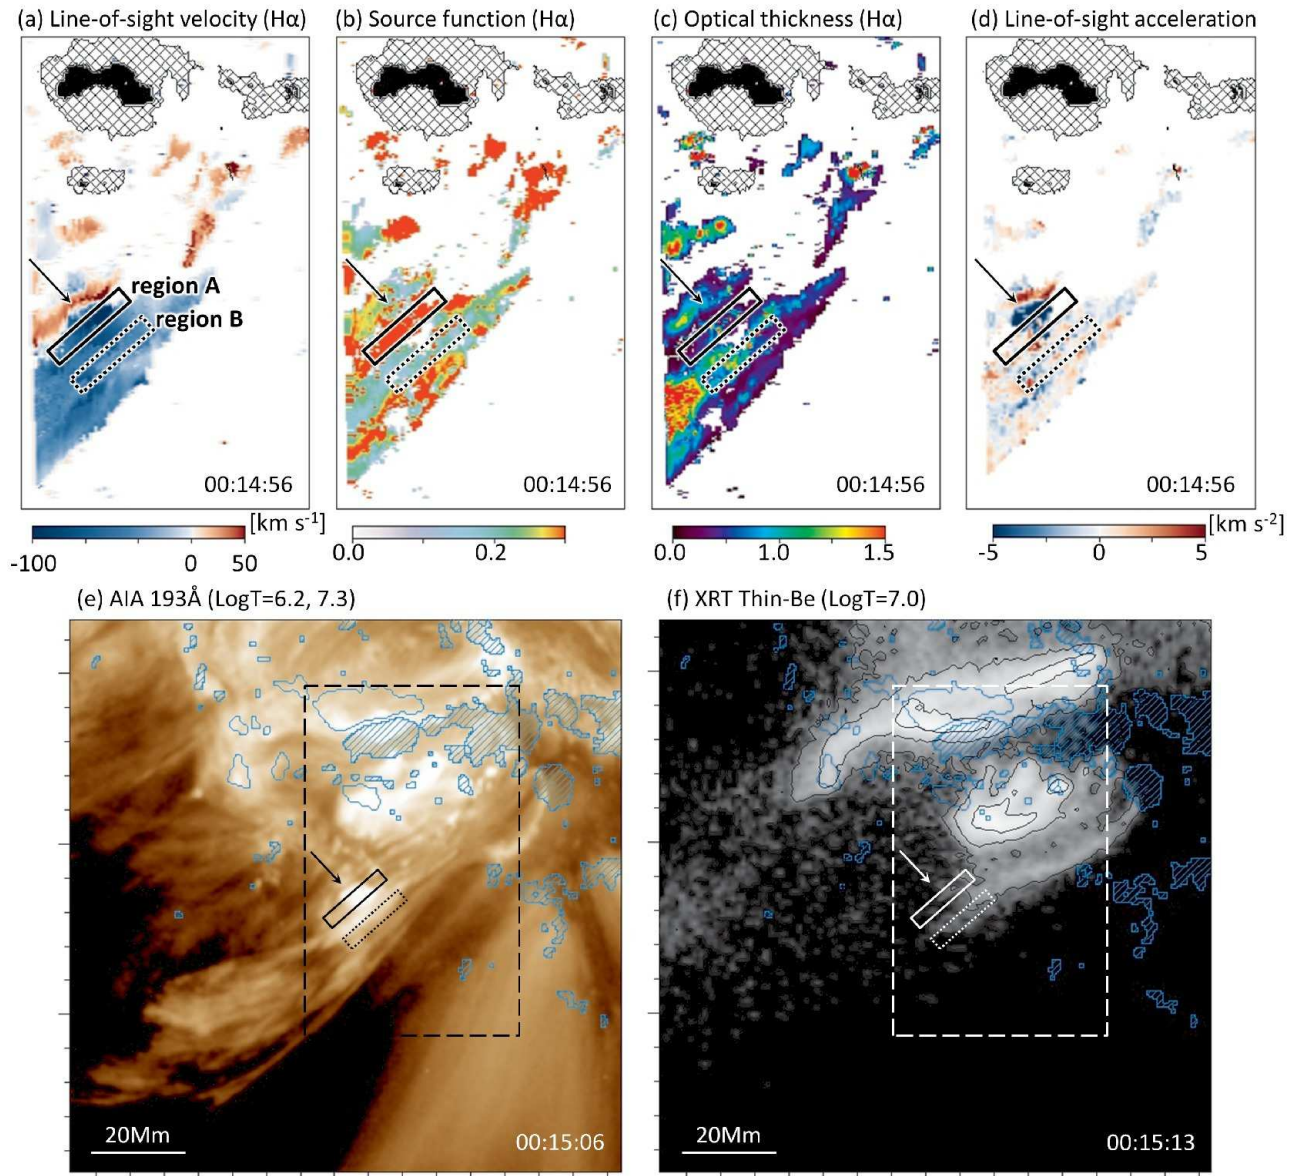 (a) Line-of-sight velocity (Hα)
(b) Source function (Hα)
(c) Optical thickness (Hα)
(d) Line-of-sight acceleration
region A
region B
00:14:56
00:14:56
00:14:56
00:14:56
[km s⁻¹]
-100 0 50
0.0 0.2
0.0 1.0 1.5
[km s⁻²]
-5 0 5
(e) AIA 193Å (LogT=6.2, 7.3)
(f) XRT Thin-Be (LogT=7.0)
20Mm
00:15:06
20Mm
00:15:13